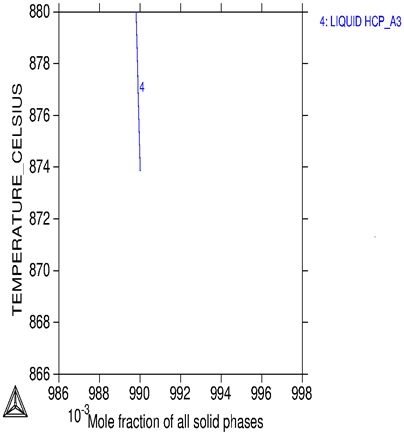 880
878
876
874
872
870
868
866
TEMPERATURE_CELSIUS
4
4: LIQUID HCP_A3
986 988 990 992 994 996 998
10-3 Mole fraction of all solid phases